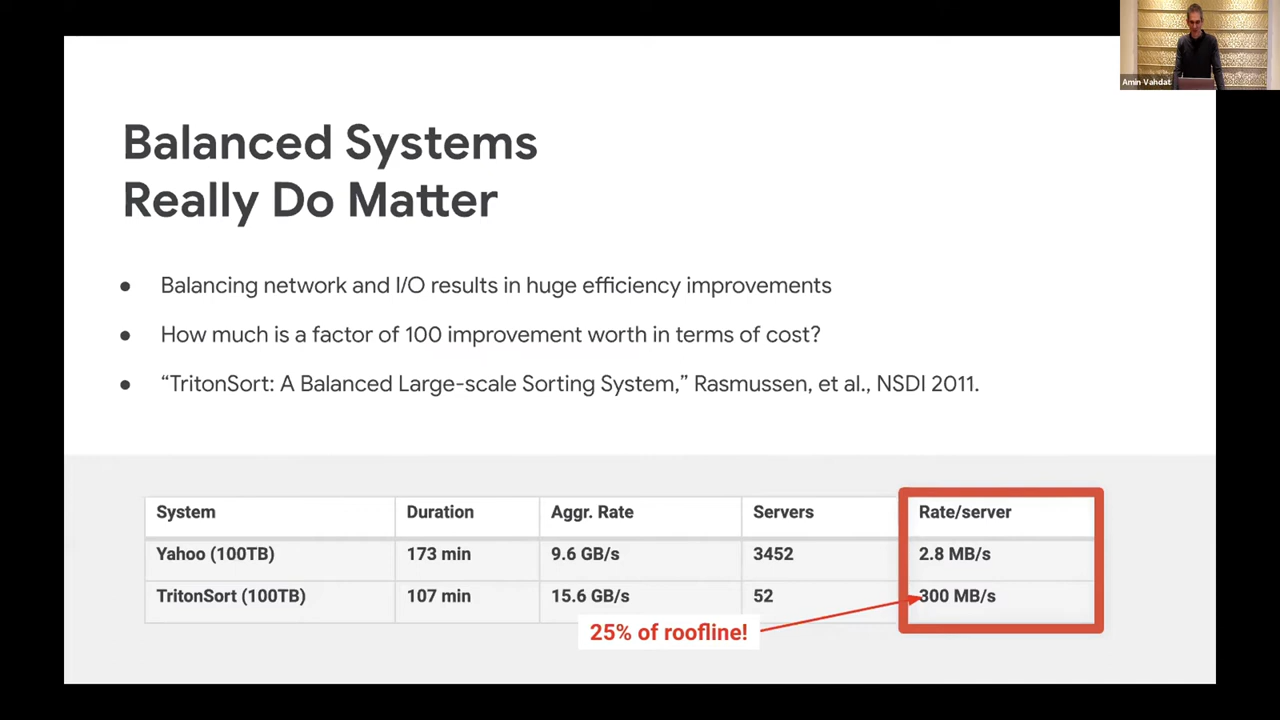 Amin Vahdat
Balanced Systems
Really Do Matter
● Balancing network and I/O results in huge efficiency improvements
● How much is a factor of 100 improvement worth in terms of cost?
● “TritonSort: A Balanced Large-scale Sorting System,” Rasmussen, et al., NSDI 2011.
System Duration Aggr. Rate Servers Rate/server
Yahoo (100TB) 173 min 9.6 GB/s 3452 2.8 MB/s
TritonSort (100TB) 107 min 15.6 GB/s 52 300 MB/s
25% of roofline!